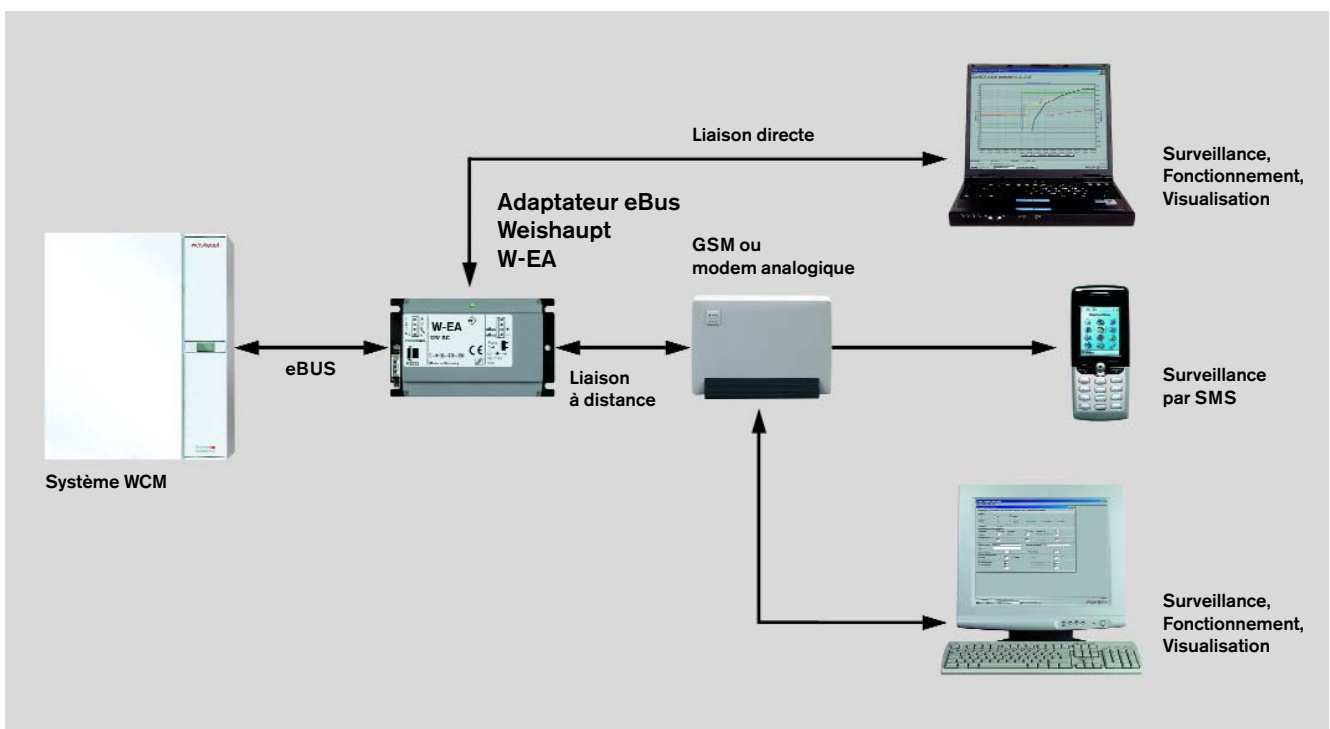 Liaison directe
Surveillance,
Fonctionnement,
Visualisation
Adaptateur eBus
Weishaupt
W-EA
GSM ou
modem analogique
W-EA
eBUS
Liaison
à distance
Surveillance
par SMS
Système WCM
Surveillance,
Fonctionnement,
Visualisation